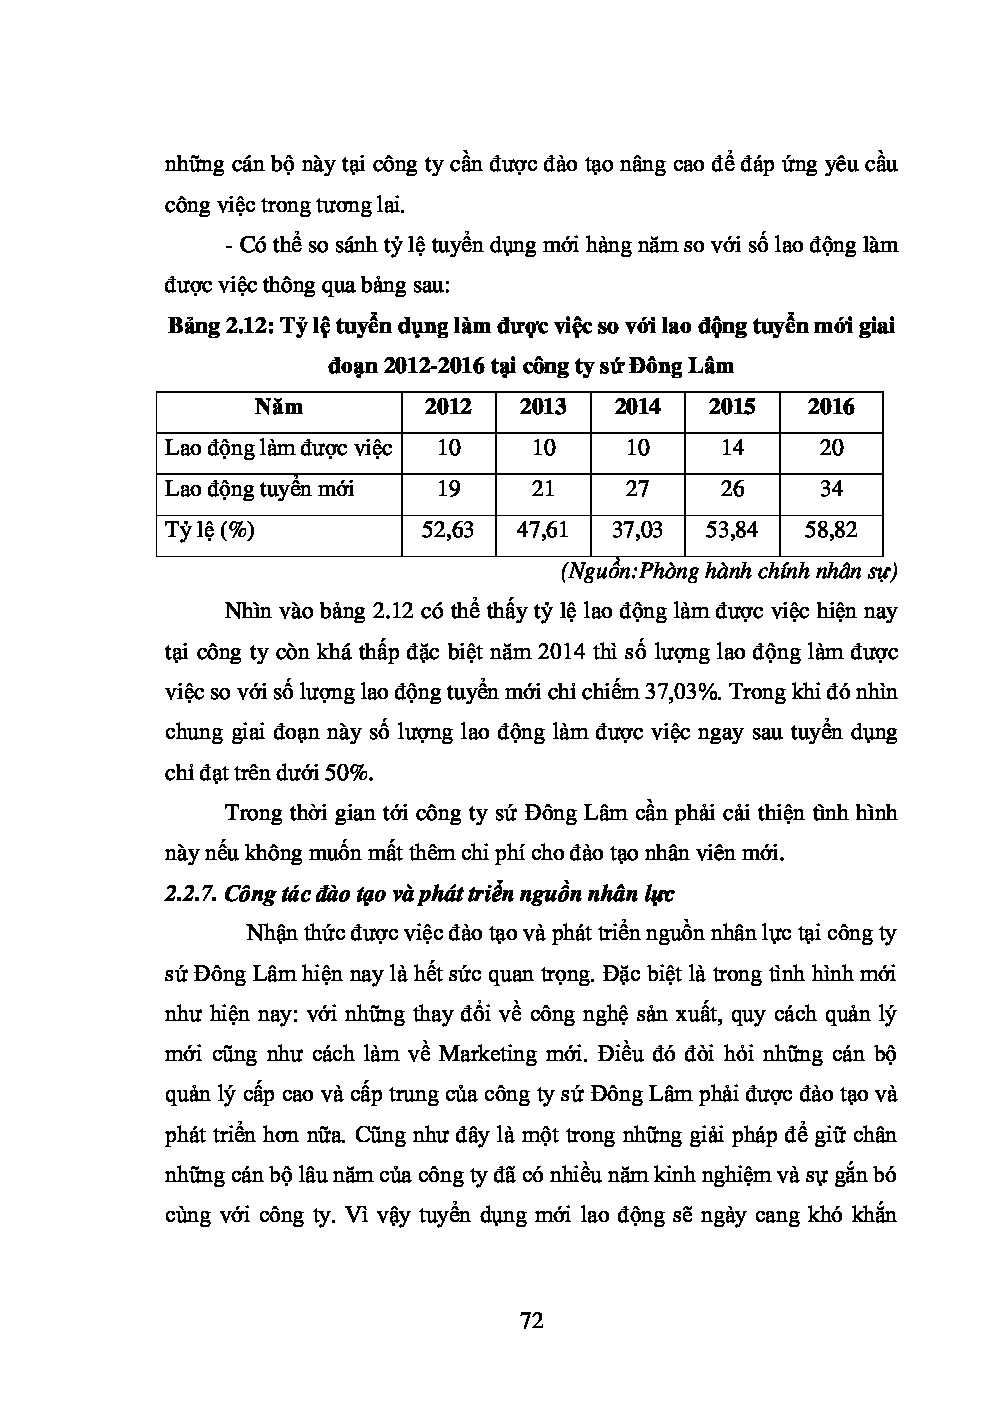 những cán bộ này tại công ty cần được đào tạo nâng cao để đáp ứng yêu cầu
công việc trong tương lai.
- Có thể so sánh tỷ lệ tuyển dụng mới hàng năm so với số lao động làm
được việc thông qua bảng sau:
Bảng 2.12: Tỷ lệ tuyển dụng làm được việc so với lao động tuyển mới giai
đoạn 2012-2016 tại công ty sứ Đông Lâm
Năm 2012 2013 2014 2015 2016
Lao động làm được việc 10 10 10 14 20
Lao động tuyển mới 19 21 27 26 34
Tỷ lệ (%) 52,63 47,61 37,03 53,84 58,82
(Nguồn:Phòng hành chính nhân sự)
Nhìn vào bảng 2.12 có thể thấy tỷ lệ lao động làm được việc hiện nay
tại công ty còn khá thấp đặc biệt năm 2014 thì số lượng lao động làm được
việc so với số lượng lao động tuyển mới chỉ chiếm 37,03%. Trong khi đó nhìn
chung giai đoạn này số lượng lao động làm được việc ngay sau tuyển dụng
chỉ đạt trên dưới 50%.
Trong thời gian tới công ty sứ Đông Lâm cần phải cải thiện tình hình
này nếu không muốn mất thêm chi phí cho đào tạo nhân viên mới.
2.2.7. Công tác đào tạo và phát triển nguồn nhân lực
Nhận thức được việc đào tạo và phát triển nguồn nhân lực tại công ty
sứ Đông Lâm hiện nay là hết sức quan trọng. Đặc biệt là trong tình hình mới
như hiện nay: với những thay đổi về công nghệ sản xuất, quy cách quản lý
mới cũng như cách làm về Marketing mới. Điều đó đòi hỏi những cán bộ
quản lý cấp cao và cấp trung của công ty sứ Đông Lâm phải được đào tạo và
phát triển hơn nữa. Cũng như đây là một trong những giải pháp để giữ chân
những cán bộ lâu năm của công ty đã có nhiều năm kinh nghiệm và sự gắn bó
cùng với công ty. Vì vậy tuyển dụng mới lao động sẽ ngày cang khó khắn
72